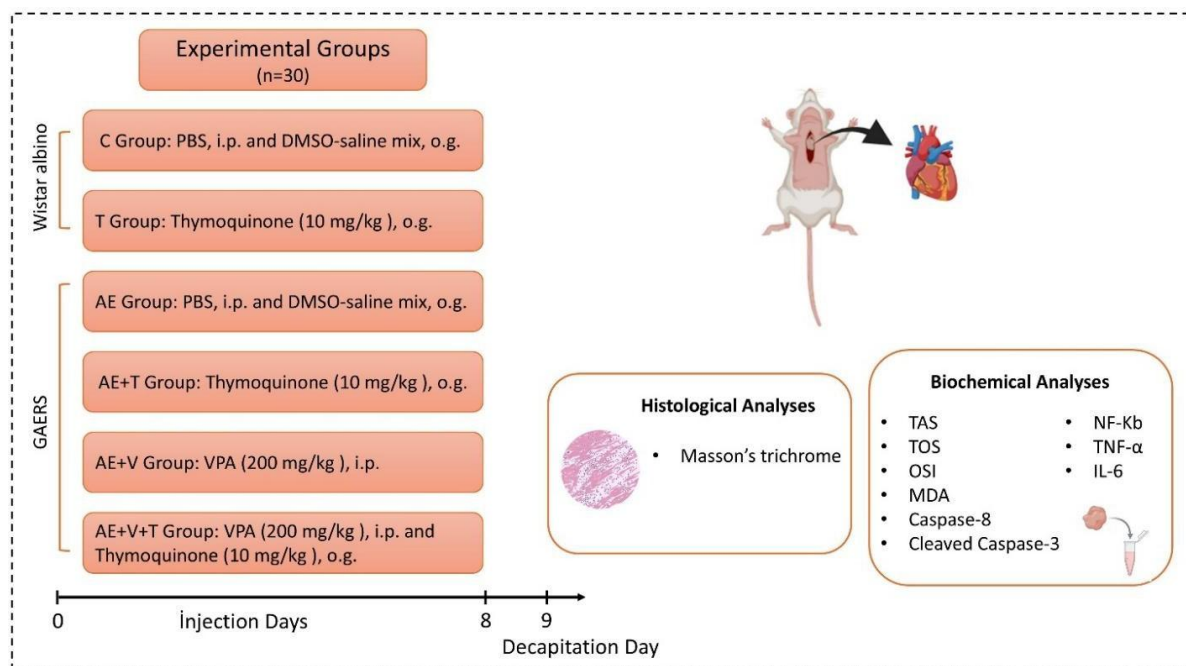 Experimental Groups
(n=30)
Wistar albino
C Group: PBS, i.p. and DMSO-saline mix, o.g.
T Group: Thymoquinone (10 mg/kg ), o.g.
GAERS
AE Group: PBS, i.p. and DMSO-saline mix, o.g.
AE+T Group: Thymoquinone (10 mg/kg ), o.g.
AE+V Group: VPA (200 mg/kg ), i.p.
AE+V+T Group: VPA (200 mg/kg ), i.p. and
Thymoquinone (10 mg/kg ), o.g.
0
İnjection Days
8
9
Decapitation Day
Histological Analyses
• Masson’s trichrome
Biochemical Analyses
• TAS
• TOS
• OSI
• MDA
• Caspase-8
• Cleaved Caspase-3
• NF-Kb
• TNF-α
• IL-6